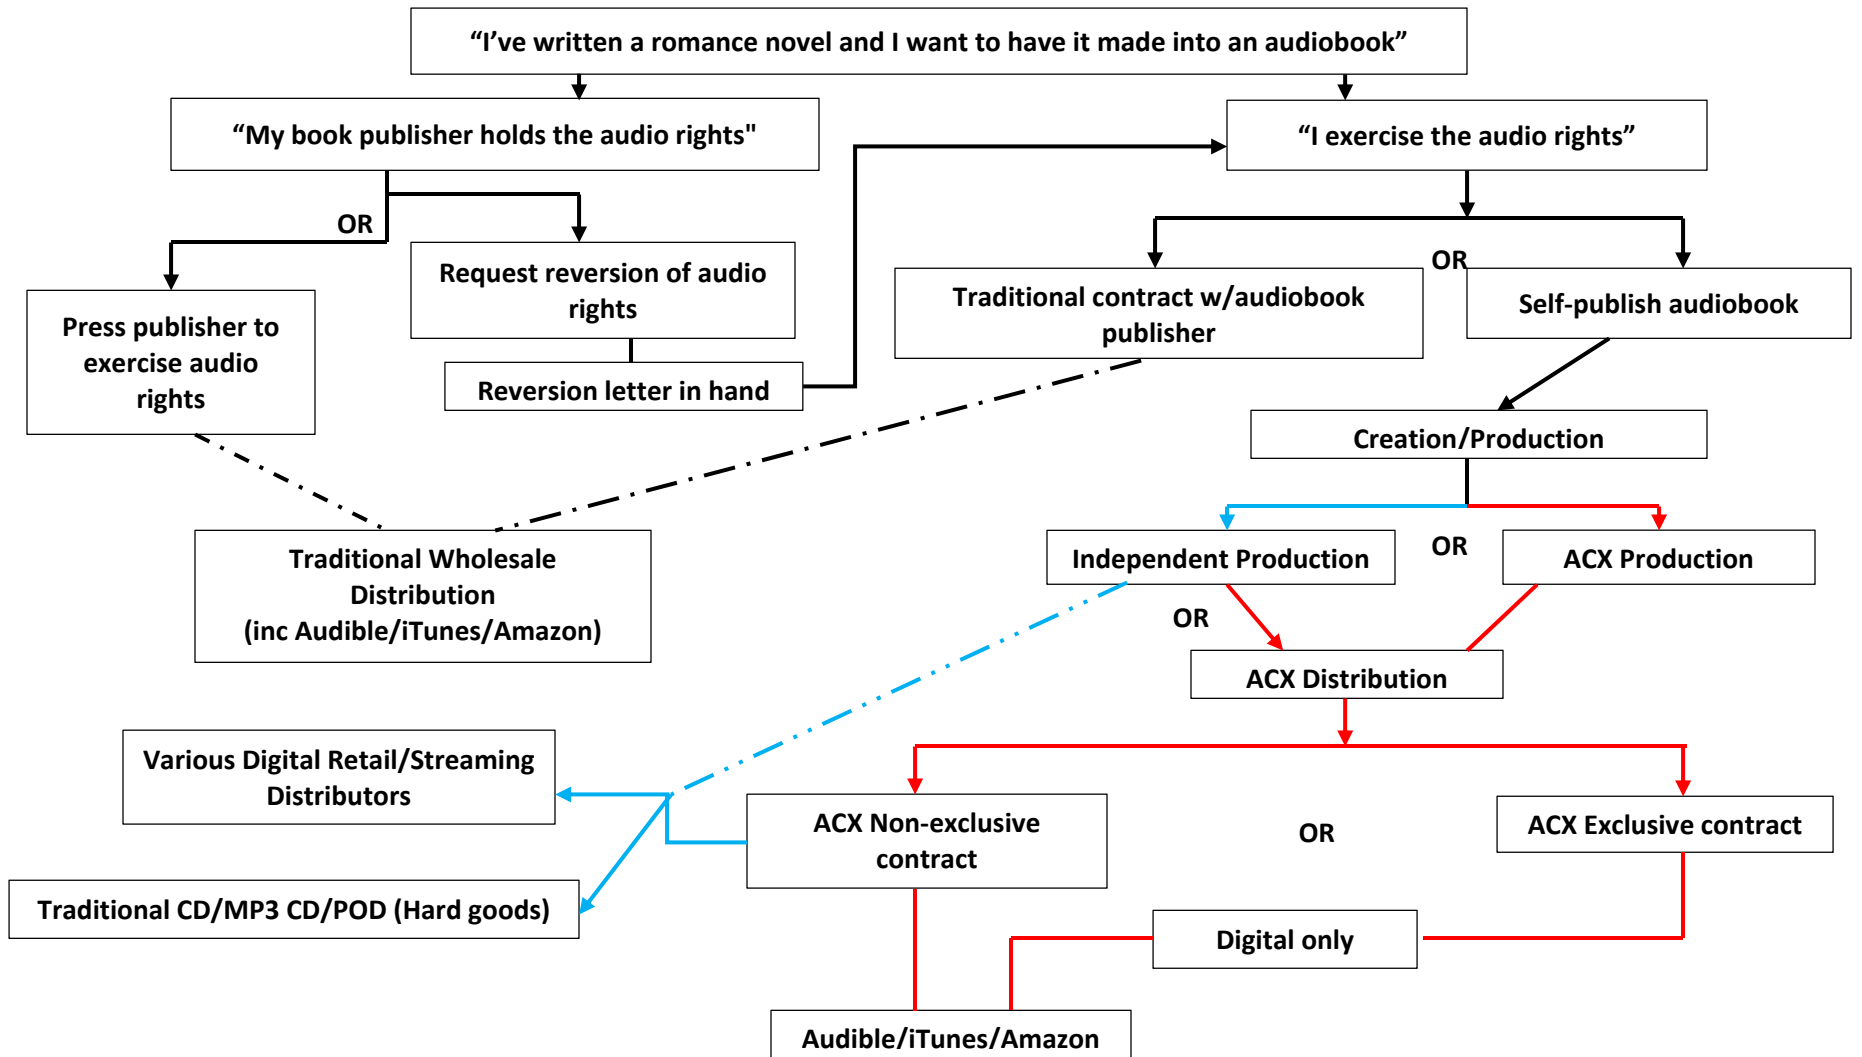 “I’ve written a romance novel and I want to have it made into an audiobook”
“My book publisher holds the audio rights"
“I exercise the audio rights”
OR
Request reversion of audio
rights
Reversion letter in hand
Press publisher to
exercise audio
rights
OR
Traditional contract w/audiobook
publisher
Self-publish audiobook
Creation/Production
Traditional Wholesale
Distribution
(inc Audible/iTunes/Amazon)
Independent Production
OR
ACX Production
OR
ACX Distribution
Various Digital Retail/Streaming
Distributors
ACX Non-exclusive
contract
OR
ACX Exclusive contract
Traditional CD/MP3 CD/POD (Hard goods)
Digital only
Audible/iTunes/Amazon